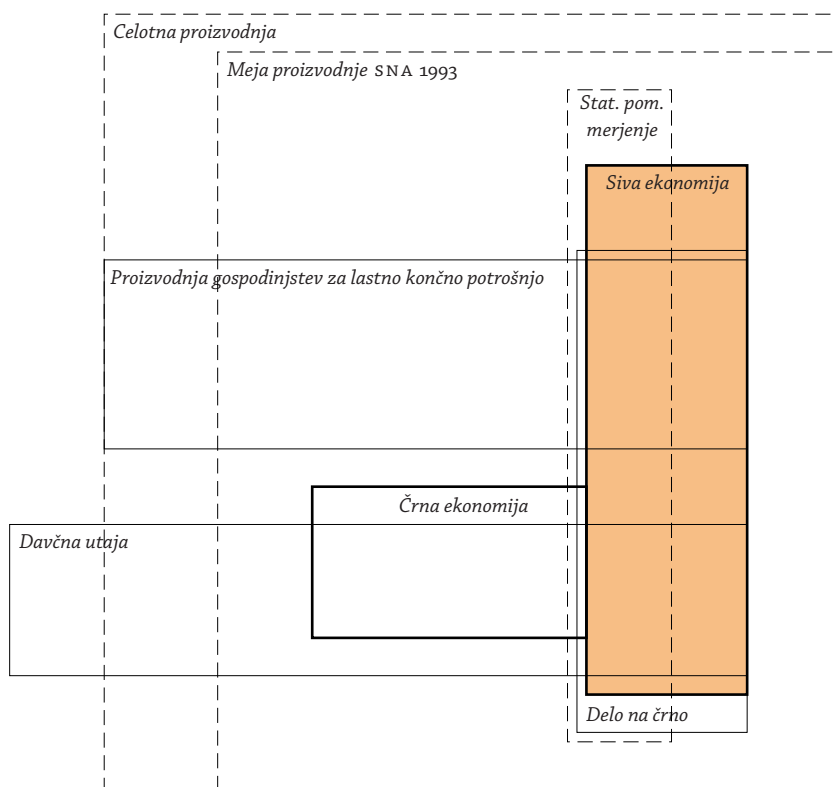 Celotna proizvodnja
Meja proizvodnje SNA 1993
Stat. pom.
merjenje
Siva ekonomija
Proizvodnja gospodinjstev za lastno končno potrošnjo
Črna ekonomija
Davčna utaja
Delo na črno